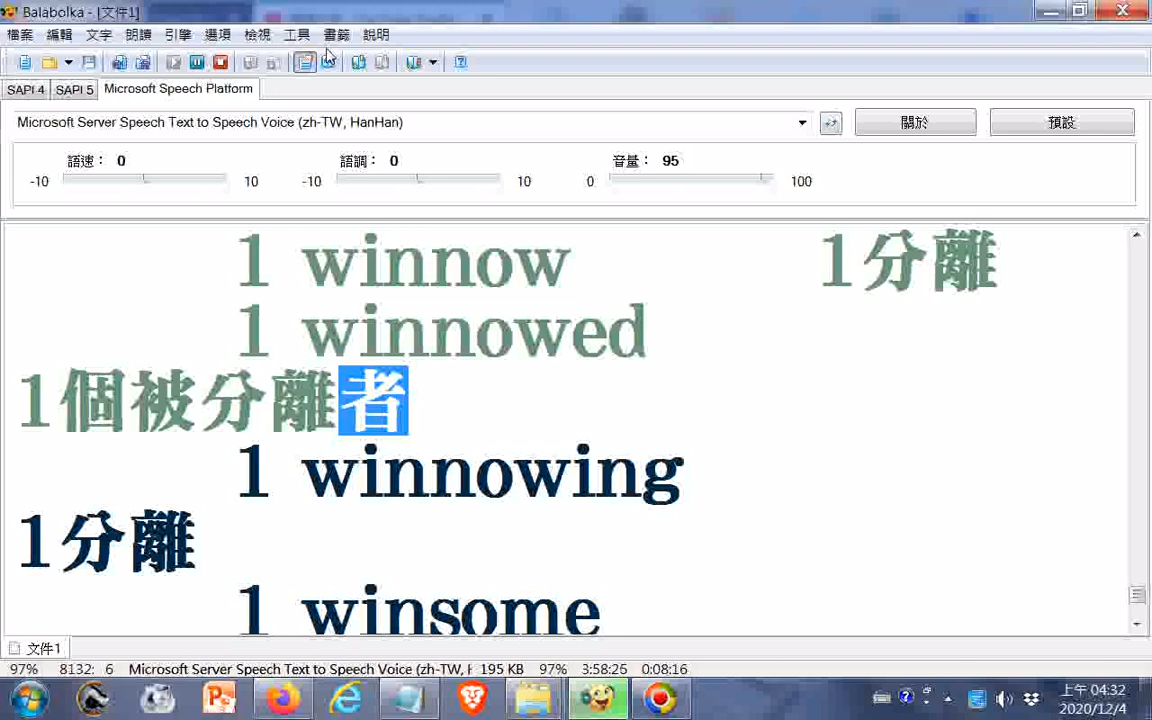 Balabolka - [文件1]
檔案 編輯 文字 朗讀 引擎 選項 檢視 工具 書籤 說明
SAPI 4 SAPI 5 Microsoft Speech Platform
Microsoft Server Speech Text to Speech Voice (zh-TW, HanHan) 關於 預設
語速： 0 語調： 0 音量： 95
-10 10 -10 10 0 100
1 winnow 1分離
1 winnowed
1個被分離者
1 winnowing
1分離
1 winsome
文件1
97% 8132: 6 Microsoft Server Speech Text to Speech Voice (zh-TW, H 195 KB 97% 3:58:26 0:08:16
上午 04:32
2020/12/4